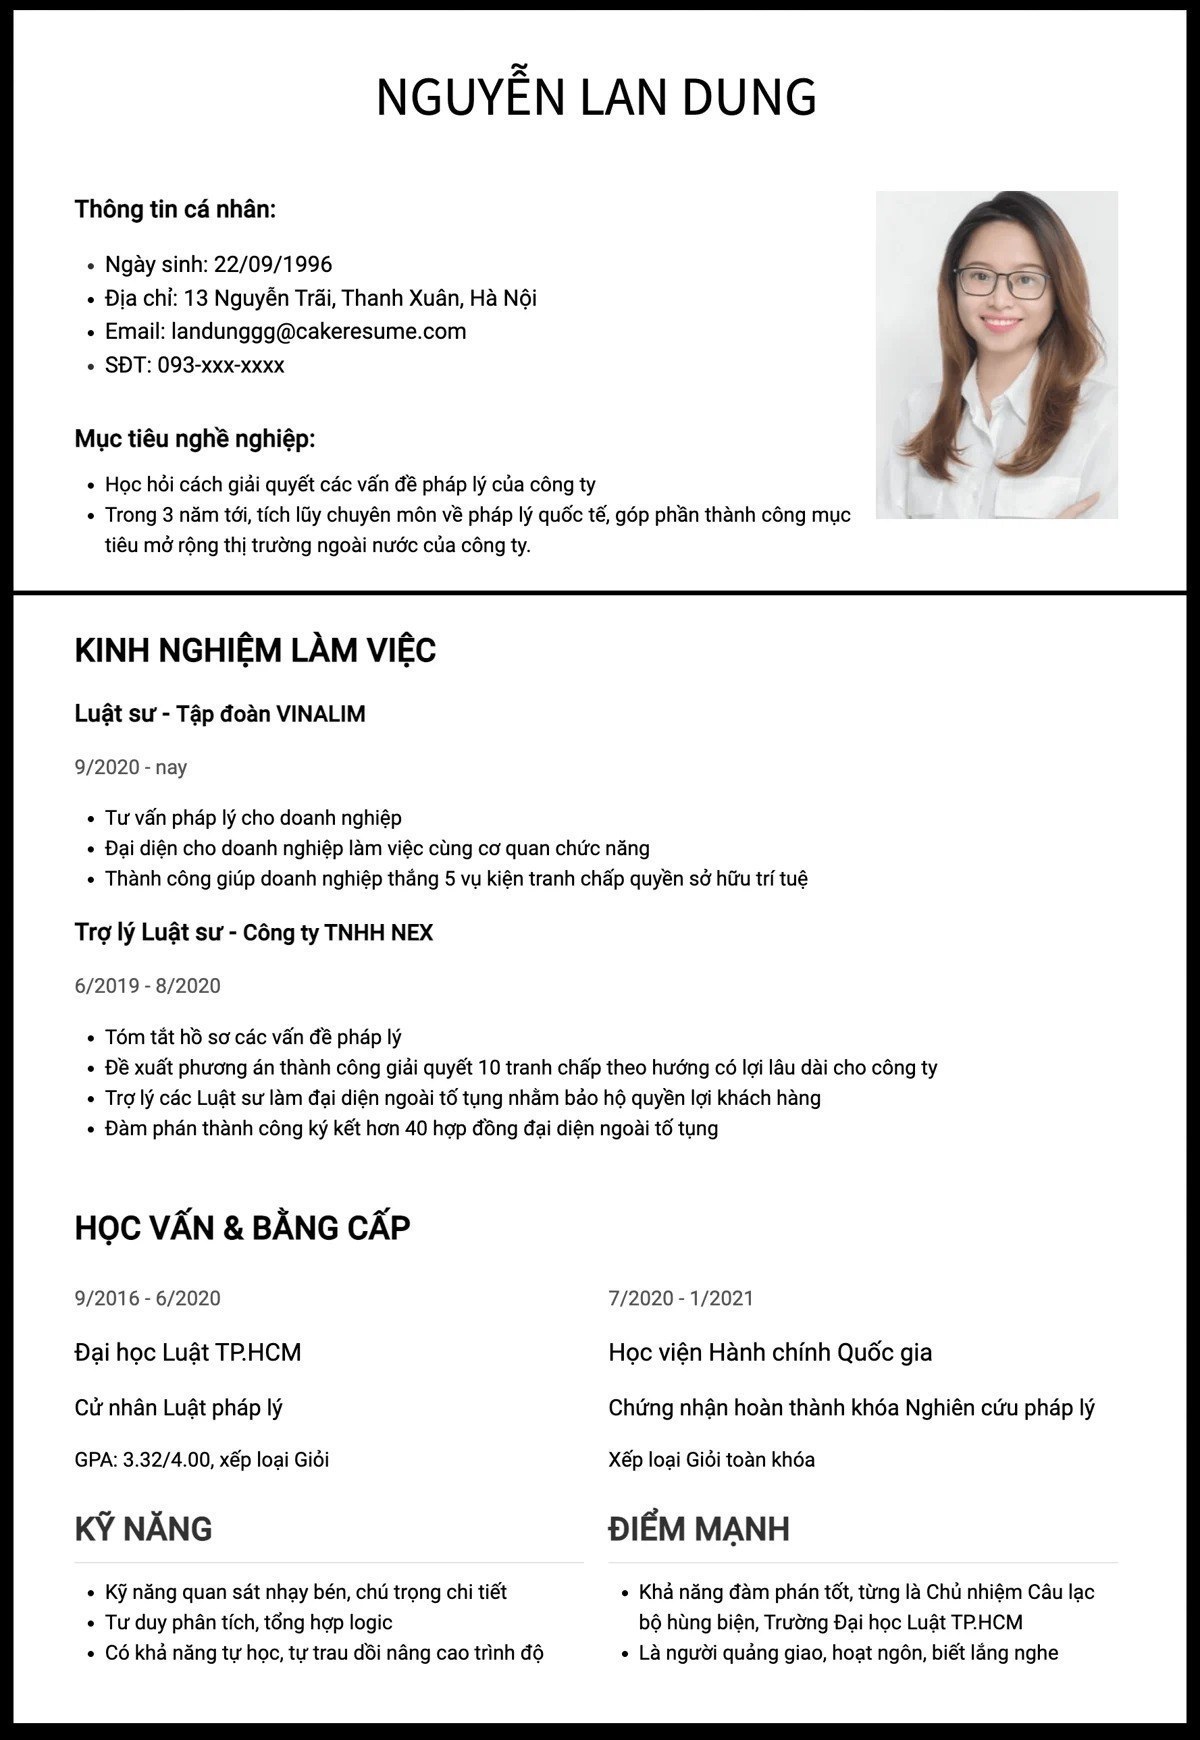 NGUYỄN LAN DUNG
Thông tin cá nhân:
Ngày sinh: 22/09/1996
Địa chỉ: 13 Nguyễn Trãi, Thanh Xuân, Hà Nội
Email: landunggg@cakeresume.com
SĐT: 093-xxx-xxxx
Mục tiêu nghề nghiệp:
Học hỏi cách giải quyết các vấn đề pháp lý của công ty
Trong 3 năm tới, tích lũy chuyên môn về pháp lý quốc tế, góp phần thành công mục
tiêu mở rộng thị trường ngoài nước của công ty.
KINH NGHIỆM LÀM VIỆC
Luật sư - Tập đoàn VINALIM
9/2020 - nay
Tư vấn pháp lý cho doanh nghiệp
Đại diện cho doanh nghiệp làm việc cùng cơ quan chức năng
Thành công giúp doanh nghiệp thắng 5 vụ kiện tranh chấp quyền sở hữu trí tuệ
Trợ lý Luật sư - Công ty TNHH NEX
6/2019 - 8/2020
Tóm tắt hồ sơ các vấn đề pháp lý
Đề xuất phương án thành công giải quyết 10 tranh chấp theo hướng có lợi lâu dài cho công ty
Trợ lý các Luật sư làm đại diện ngoài tố tụng nhằm bảo hộ quyền lợi khách hàng
Đàm phán thành công ký kết hơn 40 hợp đồng đại diện ngoài tố tụng
HỌC VẤN & BẰNG CẤP
9/2016 - 6/2020
Đại học Luật TP.HCM
Cử nhân Luật pháp lý
GPA: 3.32/4.00, xếp loại Giỏi
7/2020 - 1/2021
Học viện Hành chính Quốc gia
Chứng nhận hoàn thành khóa Nghiên cứu pháp lý
Xếp loại Giỏi toàn khóa
KỸ NĂNG
Kỹ năng quan sát nhạy bén, chú trọng chi tiết
Tư duy phân tích, tổng hợp logic
Có khả năng tự học, tự trau dồi nâng cao trình độ
ĐIỂM MẠNH
Khả năng đàm phán tốt, từng là Chủ nhiệm Câu lạc
bộ hùng biện, Trường Đại học Luật TP.HCM
Là người quảng giao, hoạt ngôn, biết lắng nghe